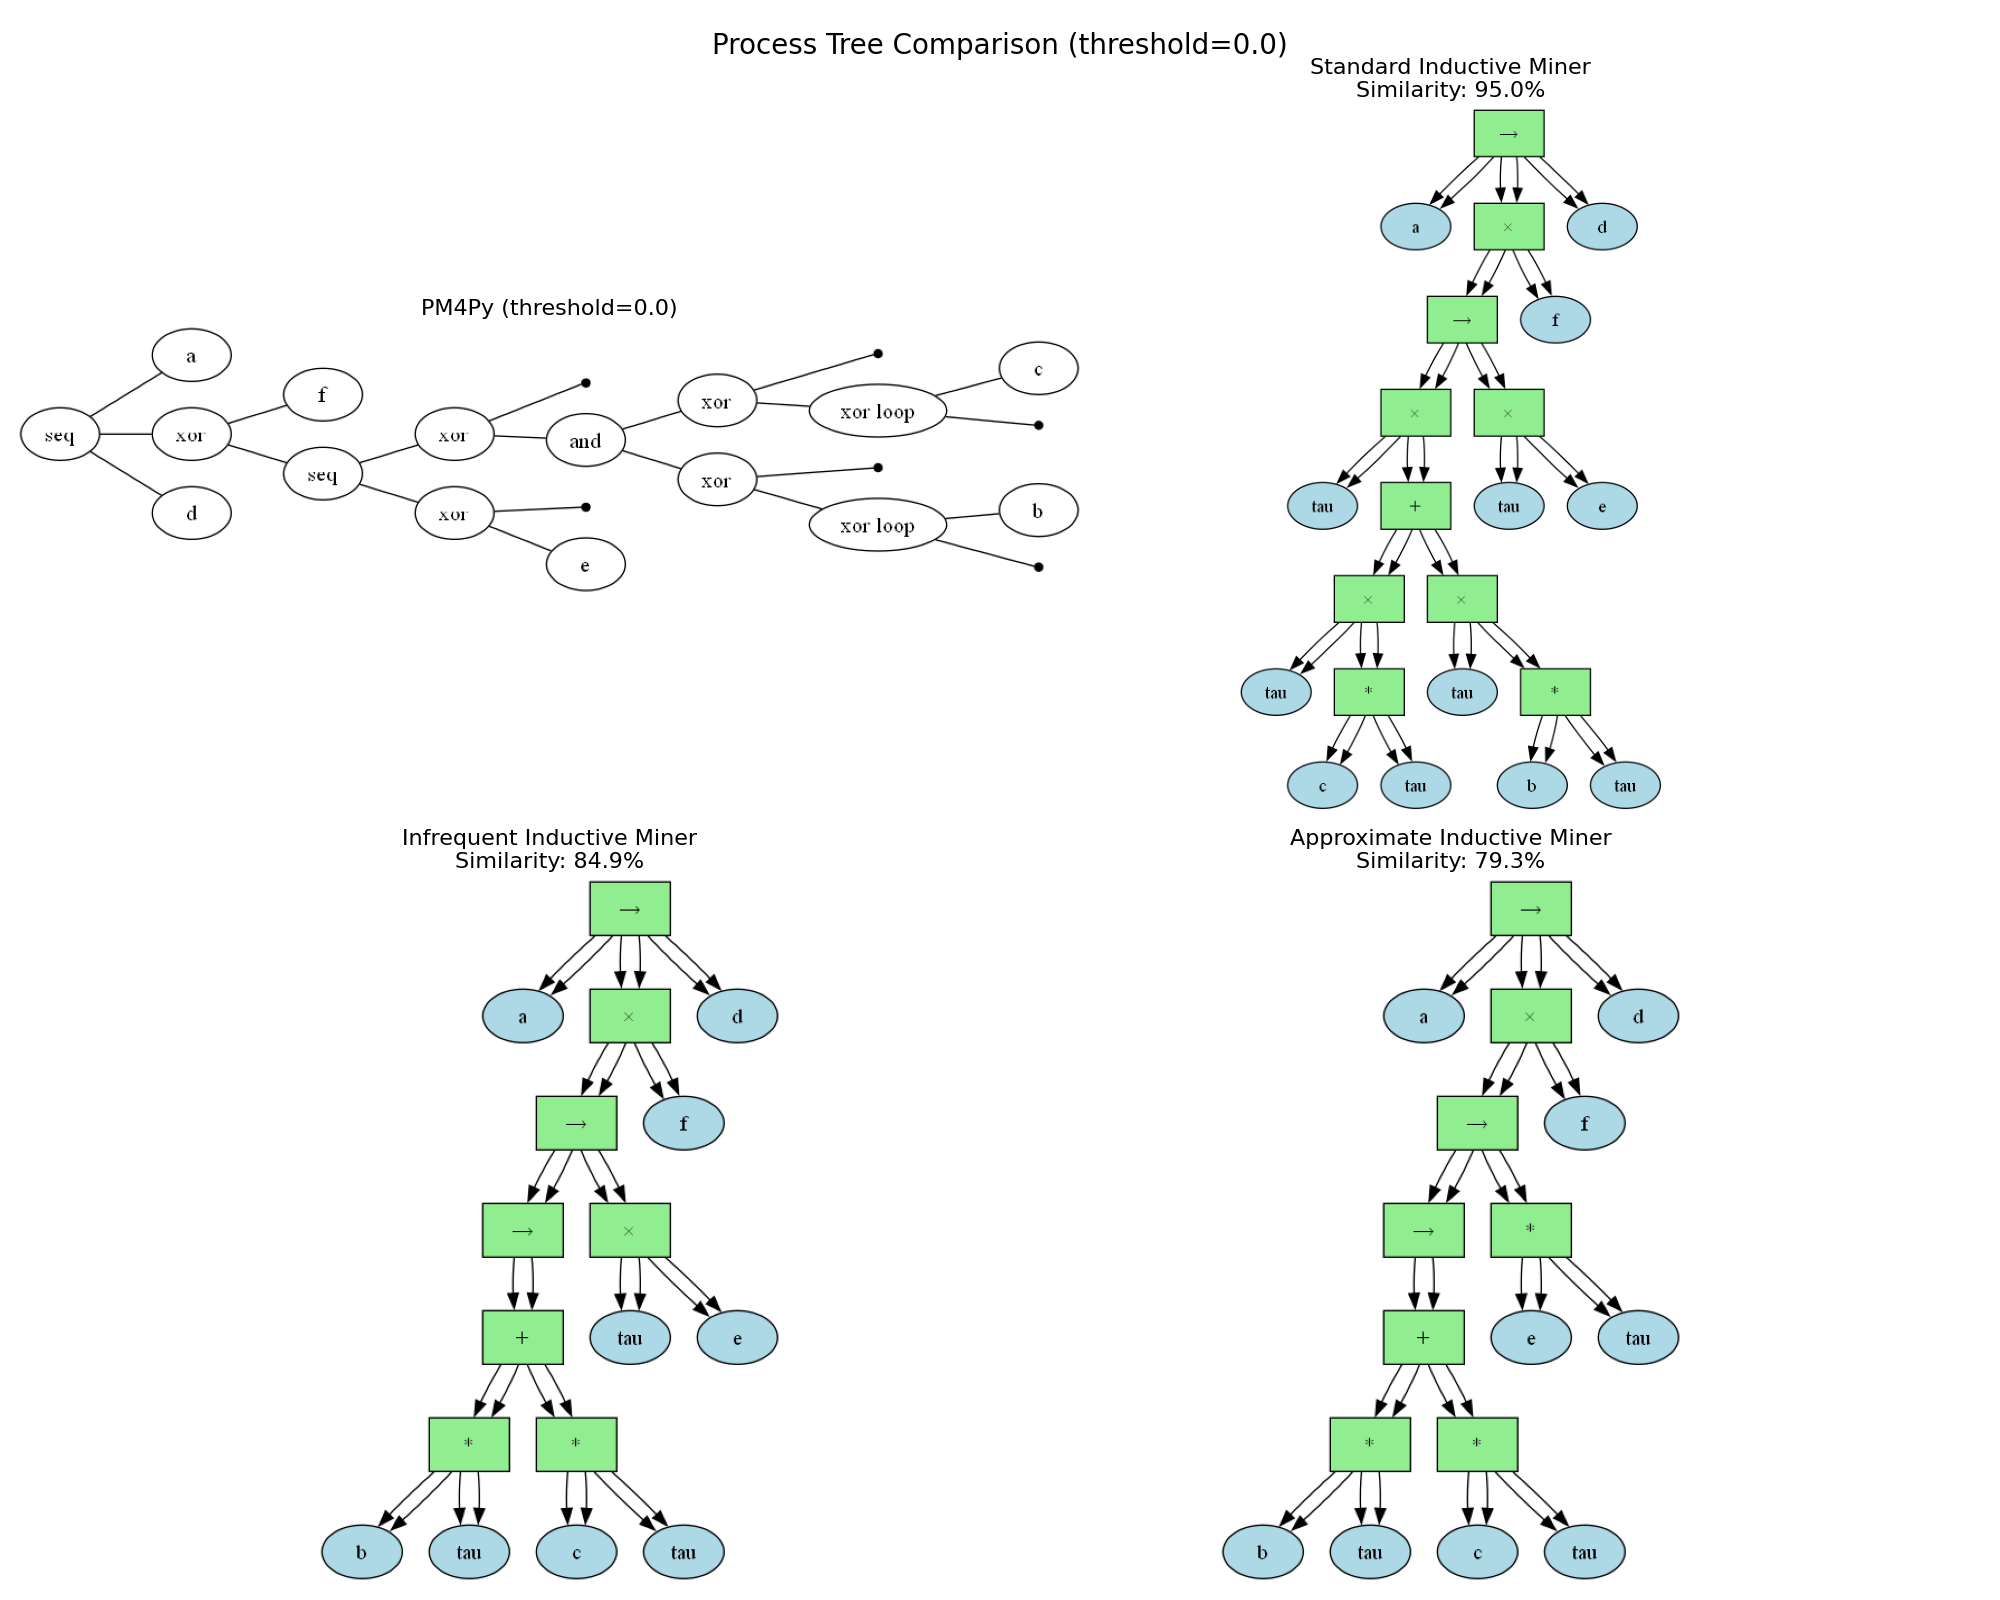 Process Tree Comparison (threshold=0.0)
PM4Py (threshold=0.0)
seq
a
xor
d
f
seq
xor
xor
and
e
xor
xor
xor loop
xor loop
c
b
Standard Inductive Miner
Similarity: 95.0%
→
a × d
→ f
× ×
tau + tau e
× ×
tau * tau *
c tau b tau
Infrequent Inductive Miner
Similarity: 84.9%
→
a × d
→ f
→ ×
+ tau e
* *
b tau c tau
Approximate Inductive Miner
Similarity: 79.3%
→
a × d
→ f
→ *
+ e tau
* *
b tau c tau